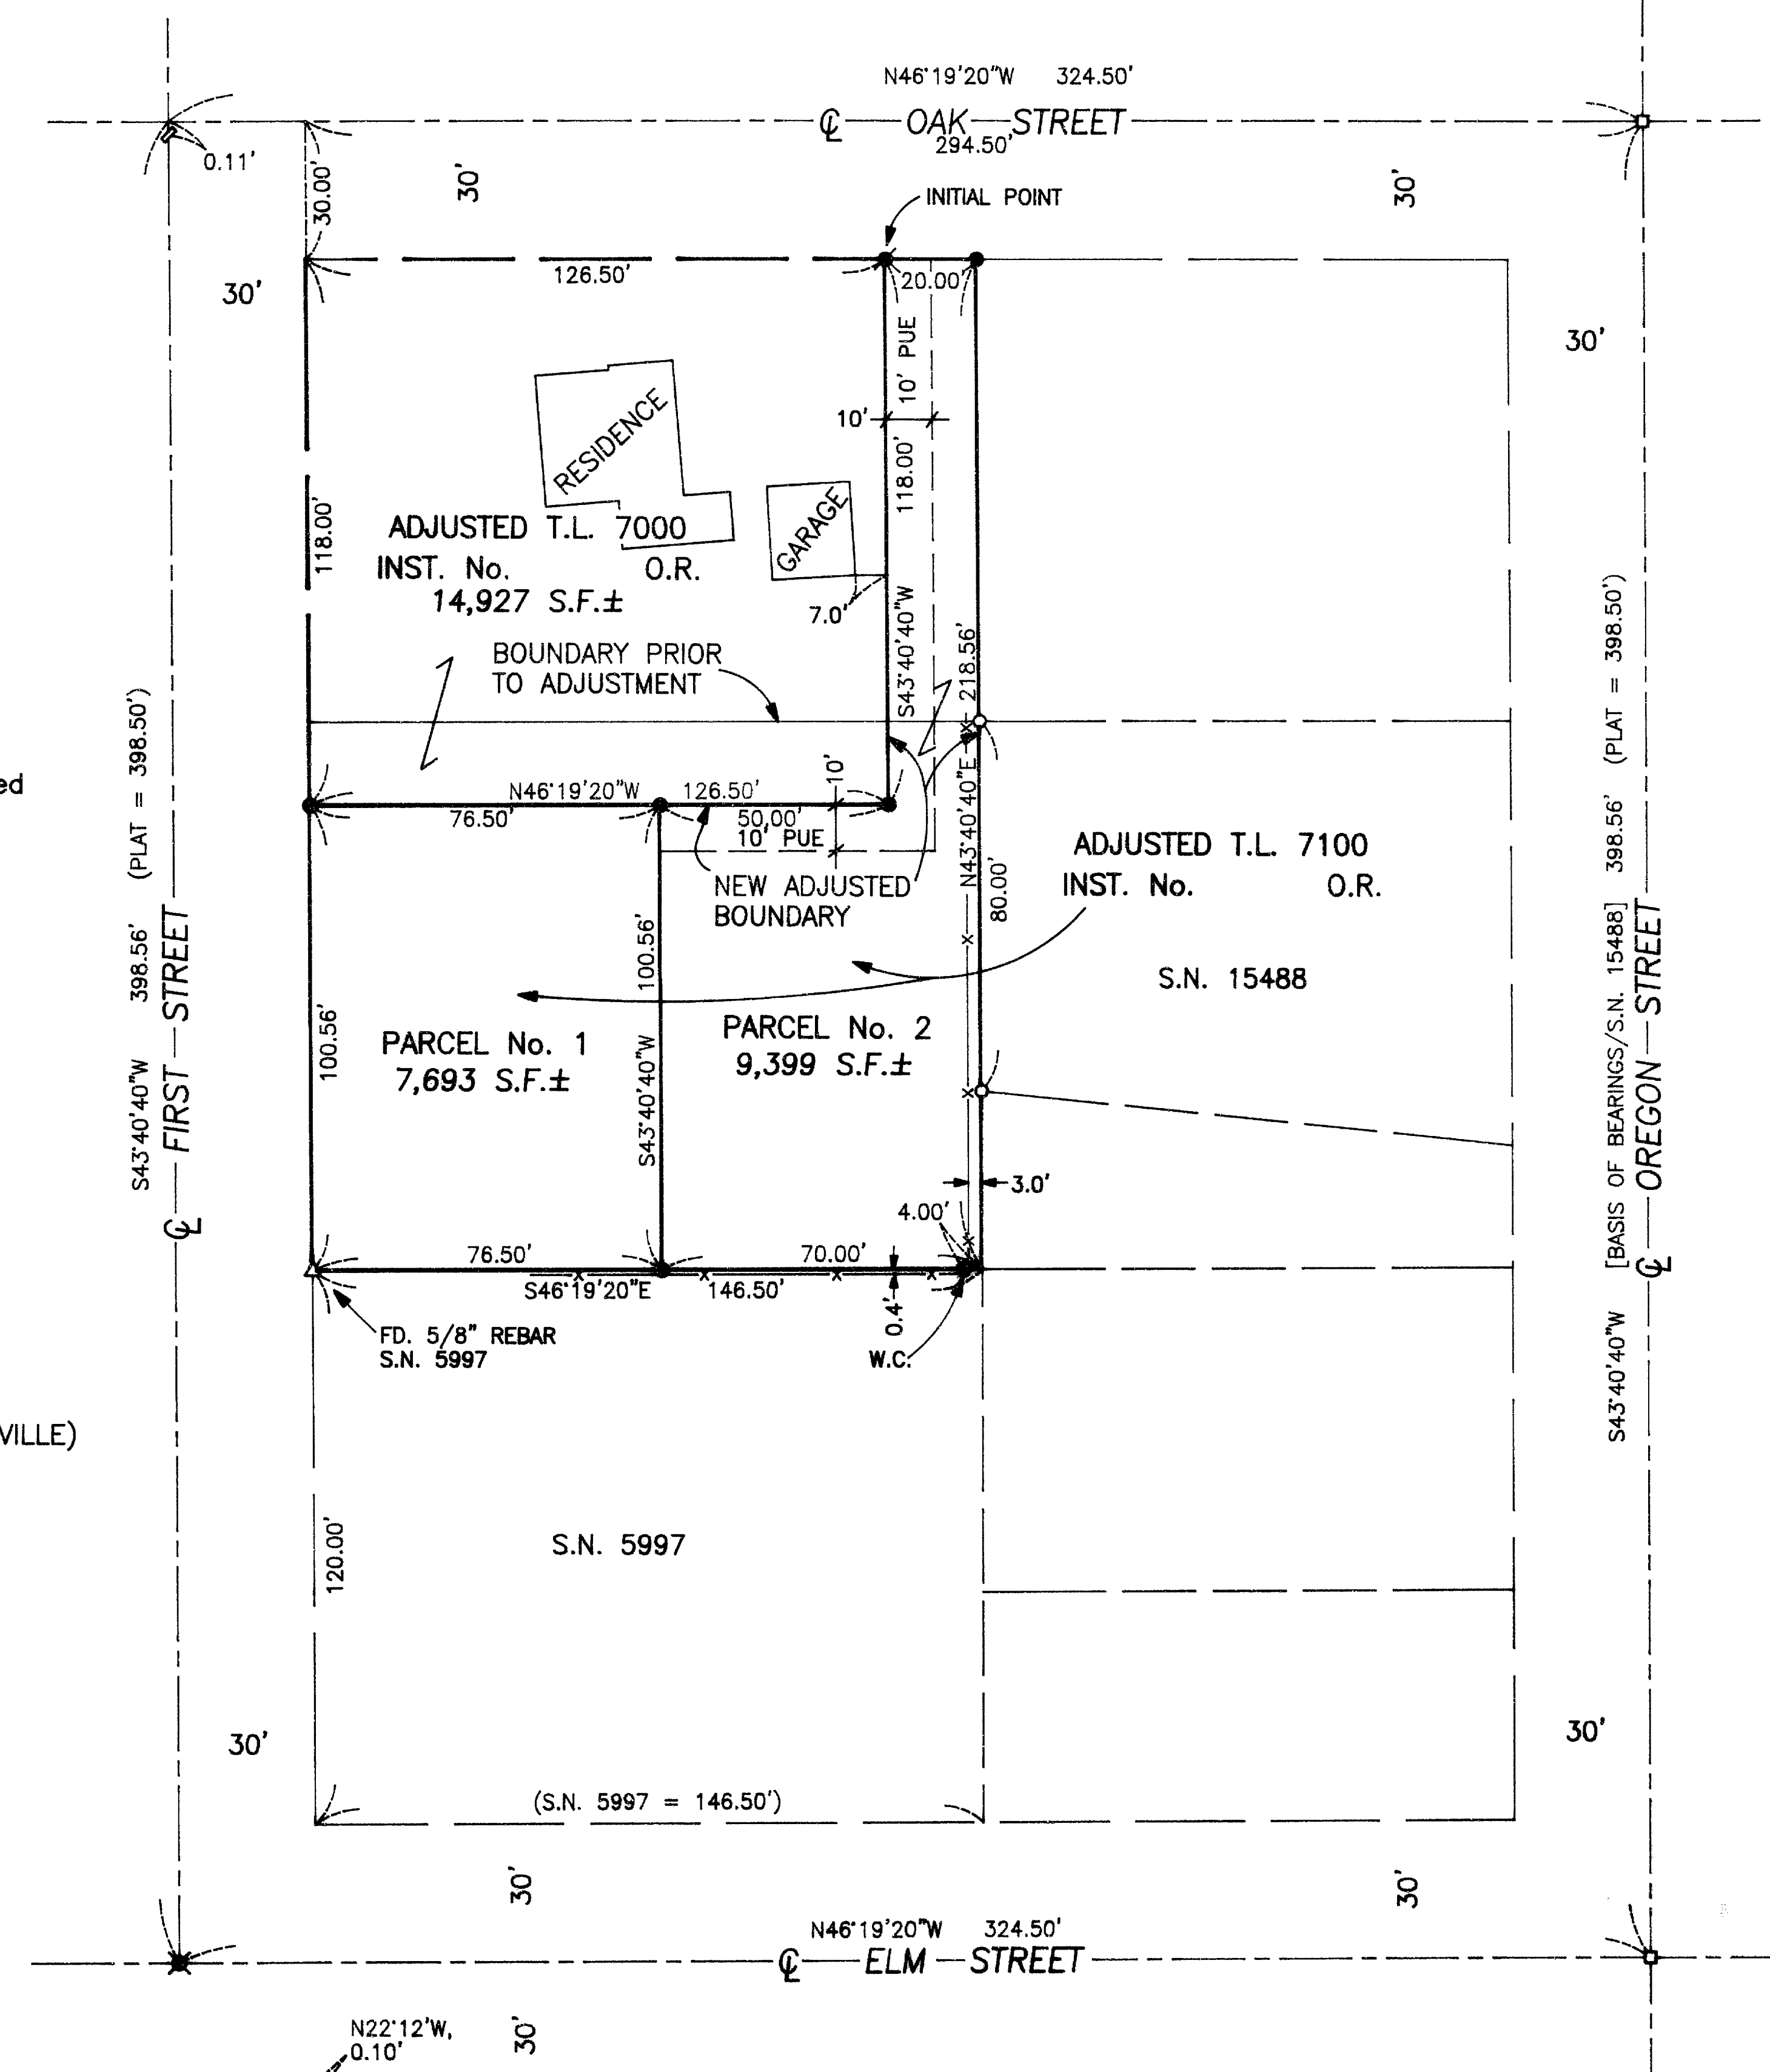 N46°19'20"W 324.50'
℄ OAK STREET
294.50'
0.11'
30.00'
30'
30'
INITIAL POINT
30'
126.50'
20.00'
30'
10' PUE
10'
118.00'
S43°40'40"W
RESIDENCE
GARAGE
118.00'
ADJUSTED T.L. 7000
INST. No. O.R.
14,927 S.F.±
7.0'
BOUNDARY PRIOR
TO ADJUSTMENT
N43°40'40"E 218.56'
ed
N46°19'20"W 126.50'
10'
76.50'
50.00'
10' PUE
NEW ADJUSTED
BOUNDARY
80.00'
ADJUSTED T.L. 7100
INST. No. O.R.
S.N. 15488
S43°40'40"W 398.56' (PLAT = 398.50')
℄ FIRST STREET
100.56'
S43°40'40"W
100.56'
PARCEL No. 1
7,693 S.F.±
PARCEL No. 2
9,399 S.F.±
S43°40'40"W [BASIS OF BEARINGS/S.N. 15488] 398.56' (PLAT = 398.50')
℄ OREGON STREET
3.0'
4.00'
76.50'
70.00'
S46°19'20"E 146.50'
0.4'
FD. 5/8" REBAR
S.N. 5997
W.C.
VILLE)
120.00'
S.N. 5997
30'
30'
(S.N. 5997 = 146.50')
30'
30'
N46°19'20"W 324.50'
℄ ELM STREET
N22°12'W,
0.10'
30'